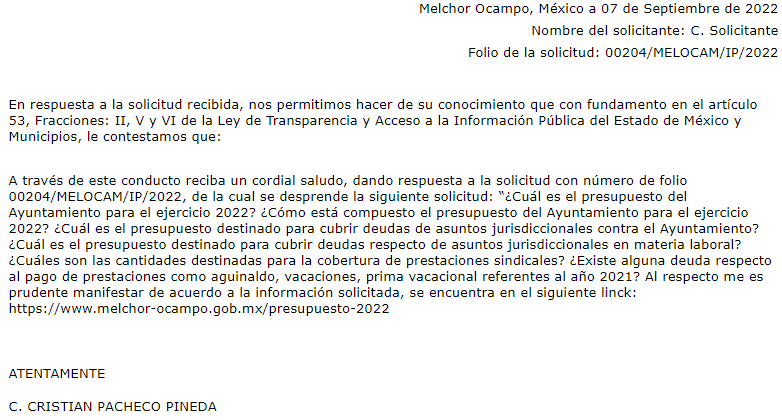 Melchor Ocampo, México a 07 de Septiembre de 2022
Nombre del solicitante: C. Solicitante
Folio de la solicitud: 00204/MELOCAM/IP/2022
En respuesta a la solicitud recibida, nos permitimos hacer de su conocimiento que con fundamento en el artículo
53, Fracciones: II, V y VI de la Ley de Transparencia y Acceso a la Información Pública del Estado de México y
Municipios, le contestamos que:
A través de este conducto reciba un cordial saludo, dando respuesta a la solicitud con número de folio
00204/MELOCAM/IP/2022, de la cual se desprende la siguiente solicitud: "¿Cuál es el presupuesto del
Ayuntamiento para el ejercicio 2022? ¿Cómo está compuesto el presupuesto del Ayuntamiento para el ejercicio
2022? ¿Cuál es el presupuesto destinado para cubrir deudas de asuntos jurisdiccionales contra el Ayuntamiento?
¿Cuál es el presupuesto destinado para cubrir deudas respecto de asuntos jurisdiccionales en materia laboral?
¿Cuáles son las cantidades destinadas para la cobertura de prestaciones sindicales? ¿Existe alguna deuda respecto
al pago de prestaciones como aguinaldo, vacaciones, prima vacacional referentes al año 2021? Al respecto me es
prudente manifestar de acuerdo a la información solicitada, se encuentra en el siguiente linck:
https://www.melchor-ocampo.gob.mx/presupuesto-2022
ATENTAMENTE
C. CRISTIAN PACHECO PINEDA